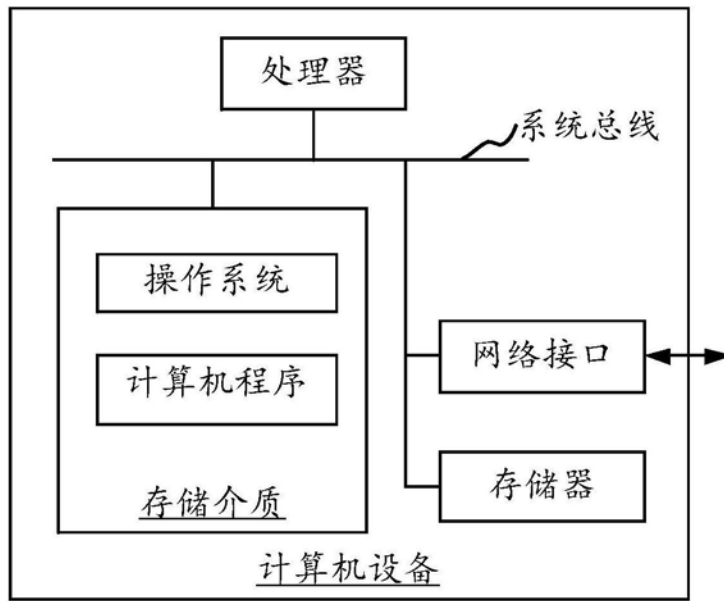 处理器
系统总线
操作系统
网络接口
计算机程序
存储器
存储介质
计算机设备